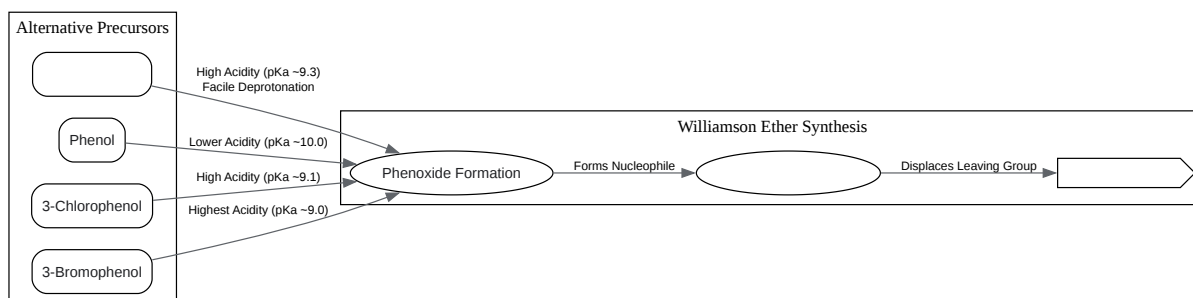 Alternative Precursors
High Acidity (pKa ~9.3)
Facile Deprotonation
Phenol
Lower Acidity (pKa ~10.0)
3-Chlorophenol
High Acidity (pKa ~9.1)
3-Bromophenol
Highest Acidity (pKa ~9.0)
Williamson Ether Synthesis
Phenoxide Formation
Forms Nucleophile
Displaces Leaving Group